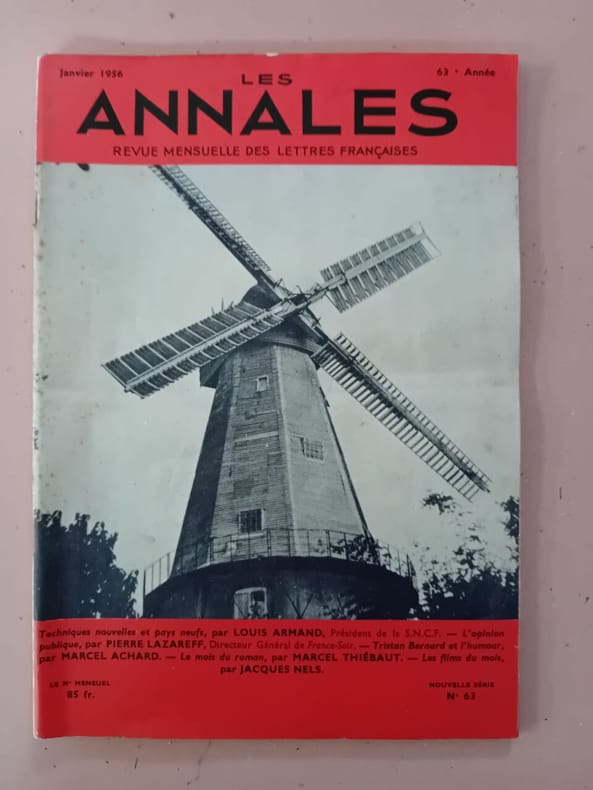 Janvier 1956
63 • Année
LES
ANNALES
REVUE MENSUELLE DES LETTRES FRANÇAISES
Techniques nouvelles et pays neufs, par LOUIS ARMAND, Président de la S.N.C.F. — L'opinion
publique, par PIERRE LAZAREFF, Directeur Général de France-Soir. — Tristan Bernard et l'humour,
par MARCEL ACHARD. — Le mois du roman, par MARCEL THIÉBAUT. — Les films du mois,
par JACQUES NELS.
LE Nº MENSUEL
85 fr.
NOUVELLE SÉRIE
Nº 63